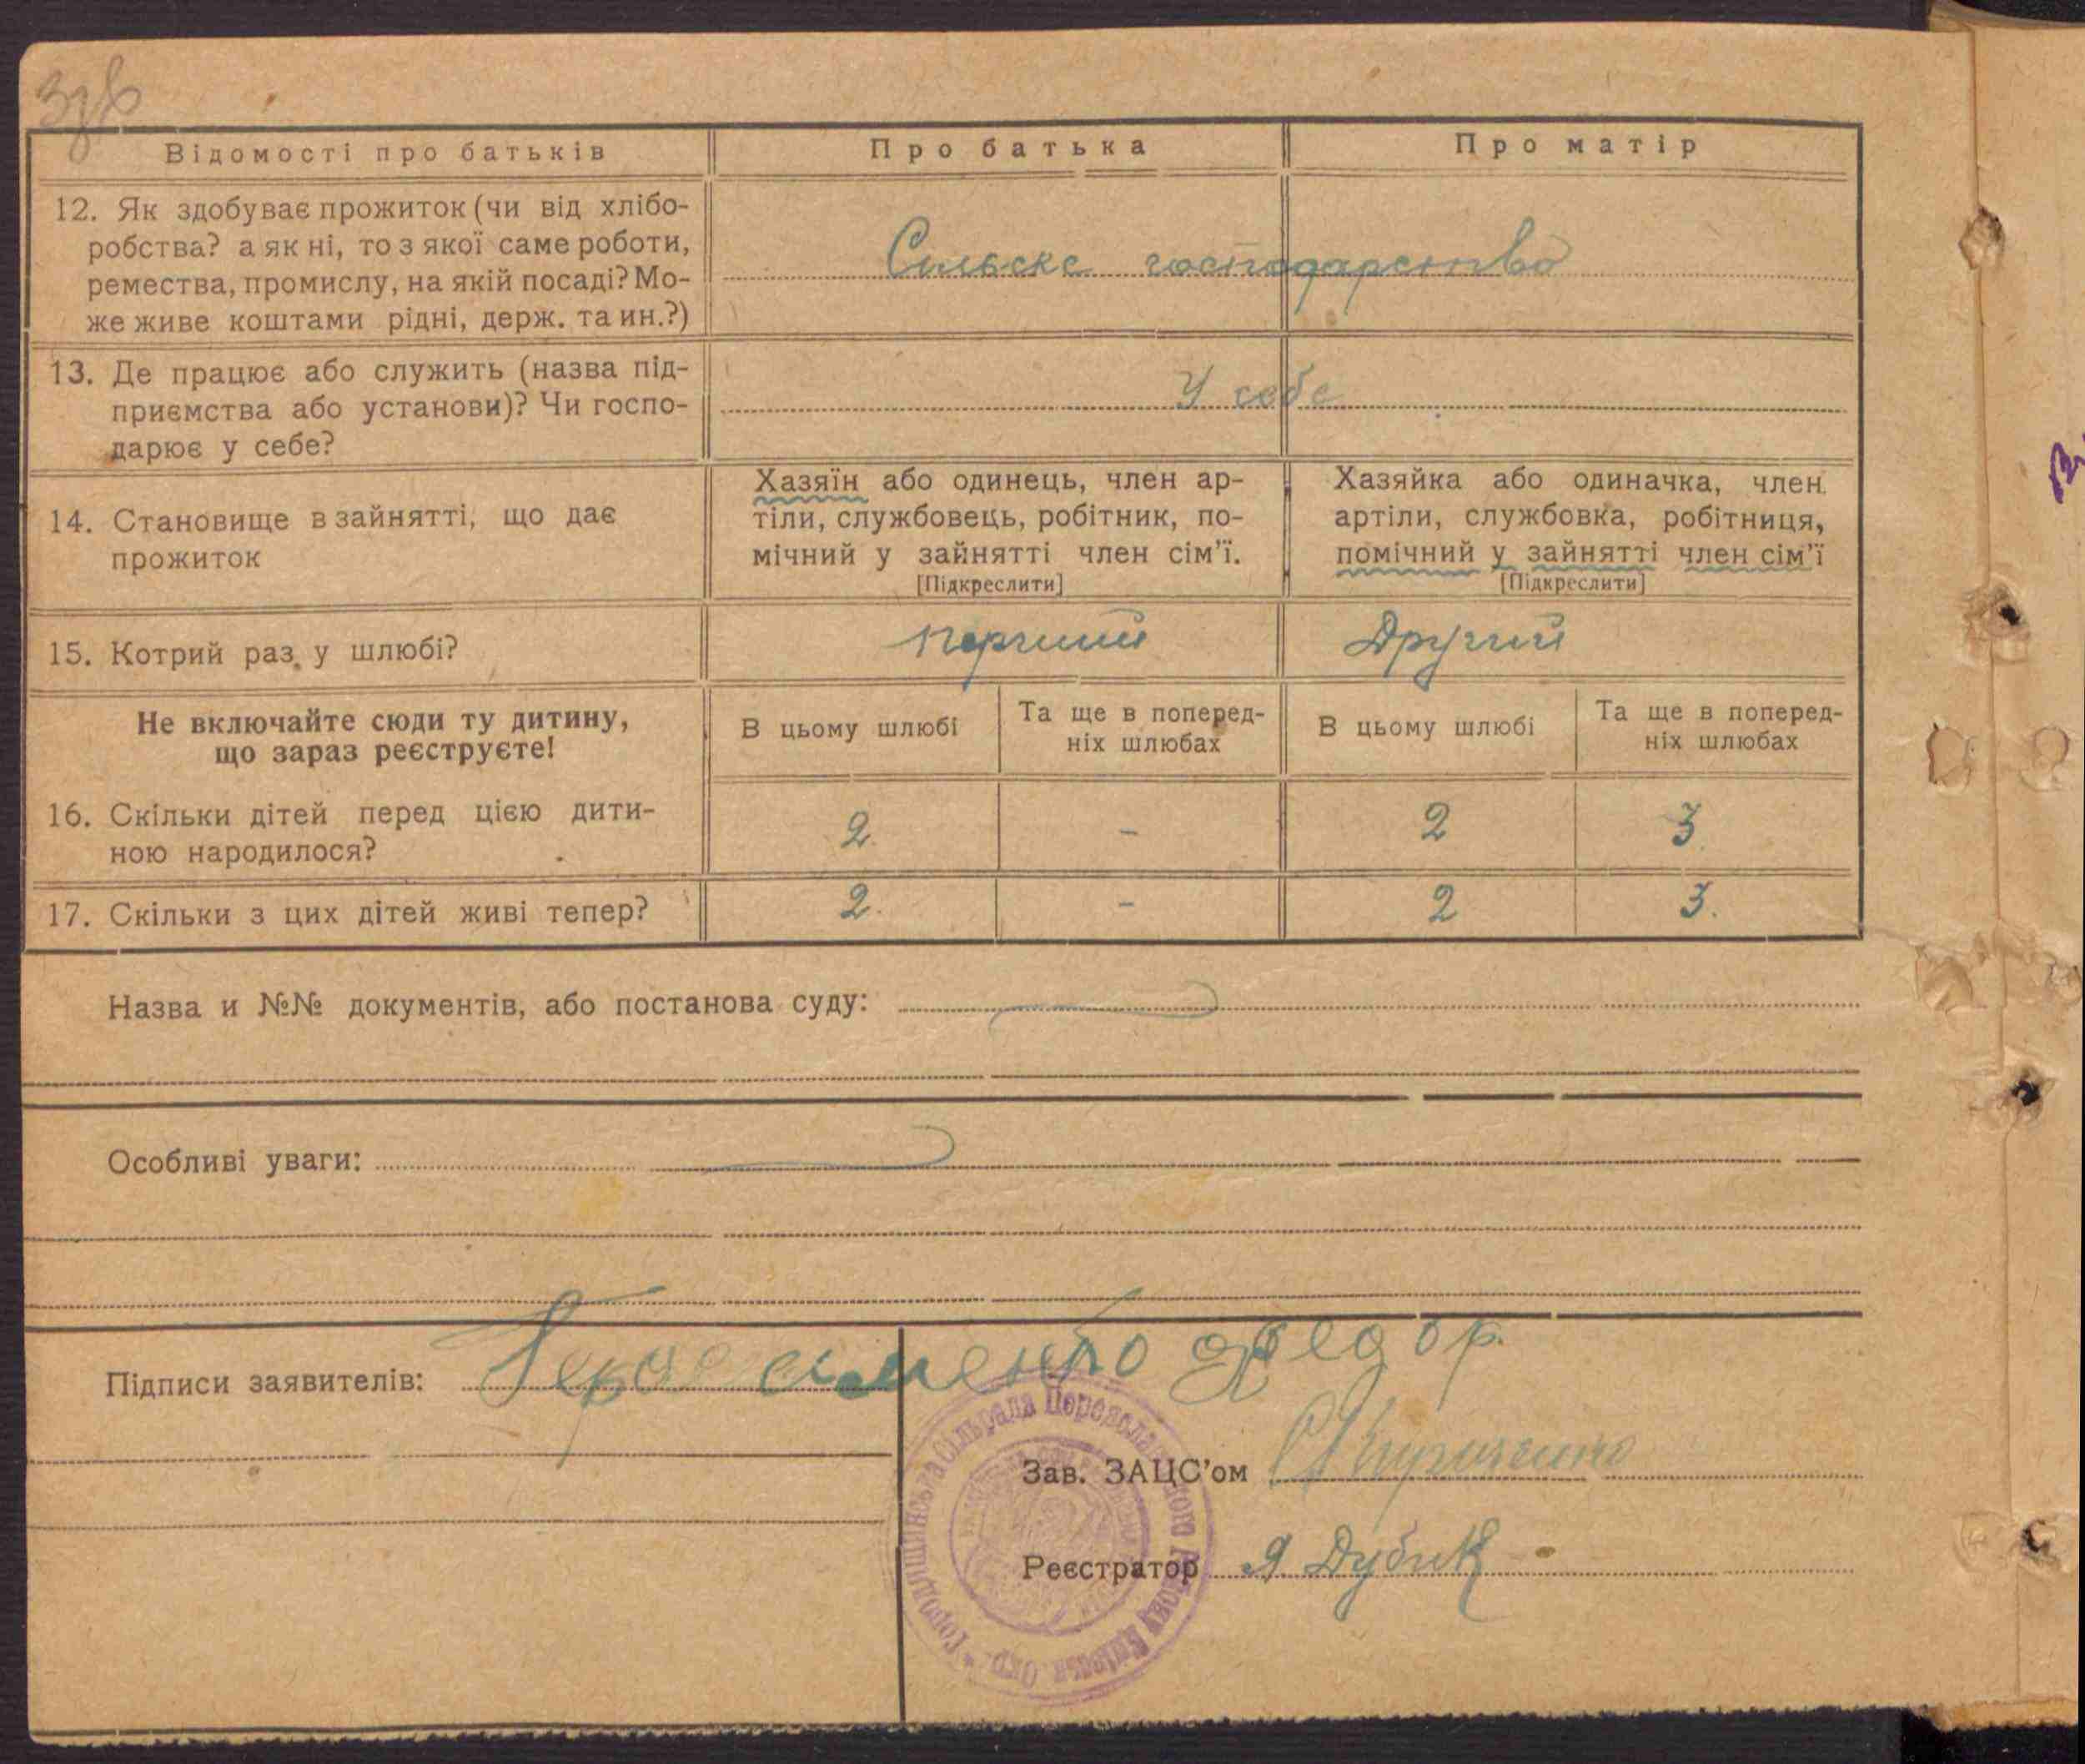 Відомості про батьків
Про батька
Про матір
12. Як здобуває прожиток (чи від хлібо-
робства? а як ні, то з якої саме роботи,
ремества, промислу, на якій посаді? Мо-
же живе коштами рідні, держ. та ин.?)
Сильске господарство
13. Де працює або служить (назва під-
приємства або установи)? Чи госпо-
дарює у себе?
У себе
14. Становище в зайнятті, що дає
прожиток
Хазяїн або одинець, член ар-
тіли, службовець, робітник, по-
мічний у зайнятті член сім'ї.
[Підкреслити]
Хазяйка або одиначка, член
артіли, службовка, робітниця,
помічний у зайнятті член сім'ї
[Підкреслити]
15. Котрий раз у шлюбі?
Перший
Другий
Не включайте сюди ту дитину,
що зараз реєструєте!
В цьому шлюбі
Та ще в поперед-
ніх шлюбах
В цьому шлюбі
Та ще в поперед-
ніх шлюбах
16. Скільки дітей перед цією дити-
ною народилося?
2 - 2 3
17. Скільки з цих дітей живі тепер?
2. - 2 3.
Назва и №№ документів, або постанова суду:
Особливі уваги:
Підписи заявителів:
Федор
Зав. ЗАЦС'ом
Реєстратор Я Дубик